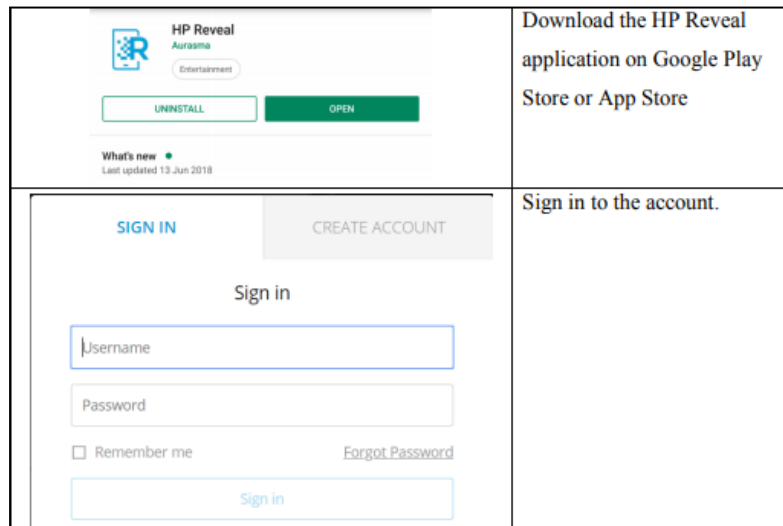 HP Reveal
Aurasma
Entertainment
UNINSTALL
OPEN
What's new
Last updated 13 Jun 2018
Download the HP Reveal
application on Google Play
Store or App Store
SIGN IN
CREATE ACCOUNT
Sign in
Username
Password
Remember me
Forgot Password
Sign in
Sign in to the account.